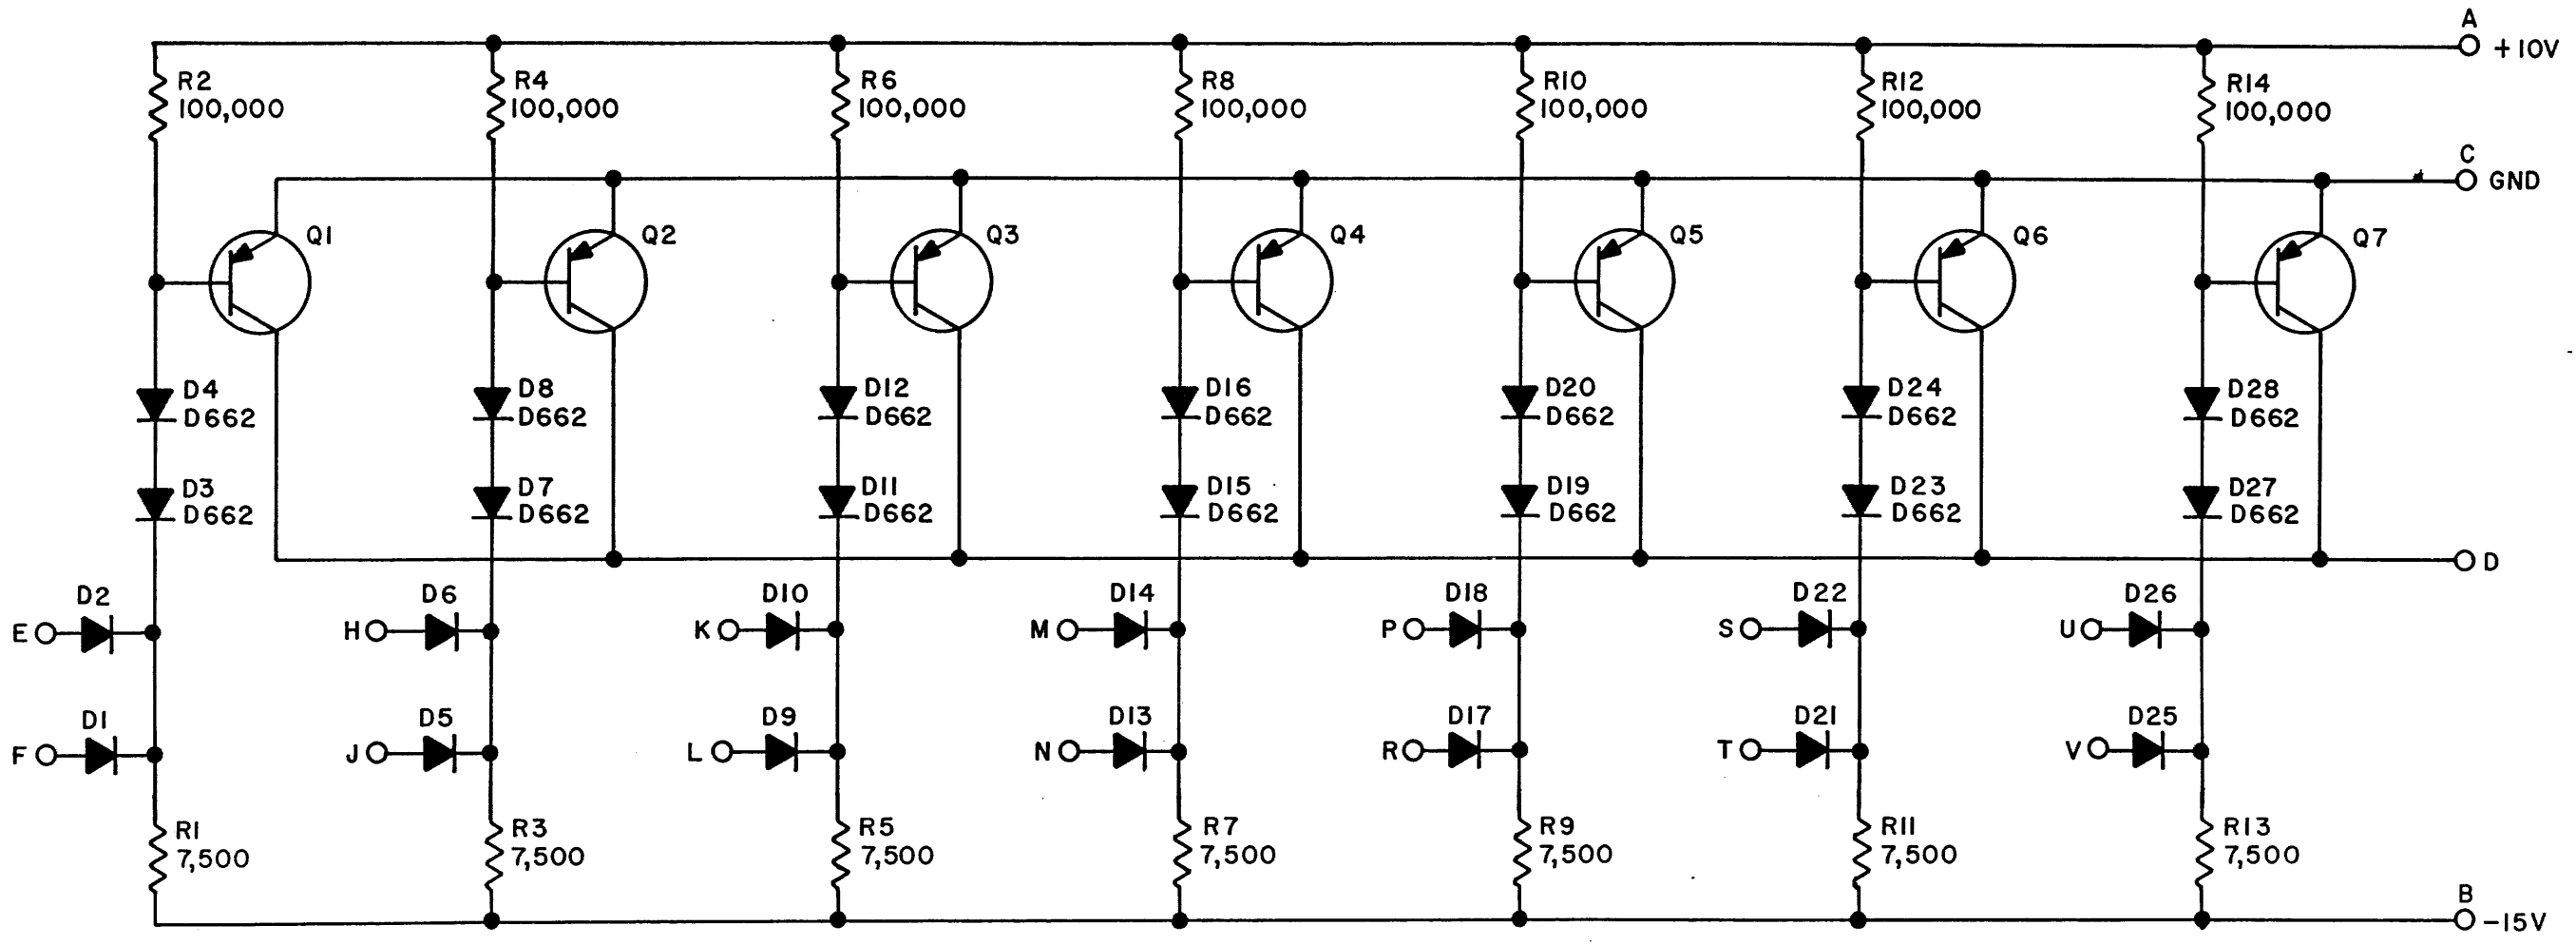 A
+10V
R2
100,000
R4
100,000
R6
100,000
R8
100,000
R10
100,000
R12
100,000
R14
100,000
C
GND
Q1
Q2
Q3
Q4
Q5
Q6
Q7
D4
D662
D8
D662
D12
D662
D16
D662
D20
D662
D24
D662
D28
D662
D3
D662
D7
D662
D11
D662
D15
D662
D19
D662
D23
D662
D27
D662
D
D2
D6
D10
D14
D18
D22
D26
E
H
K
M
P
S
U
D1
D5
D9
D13
D17
D21
D25
F
J
L
N
R
T
V
R1
7,500
R3
7,500
R5
7,500
R7
7,500
R9
7,500
R11
7,500
R13
7,500
B
-15V